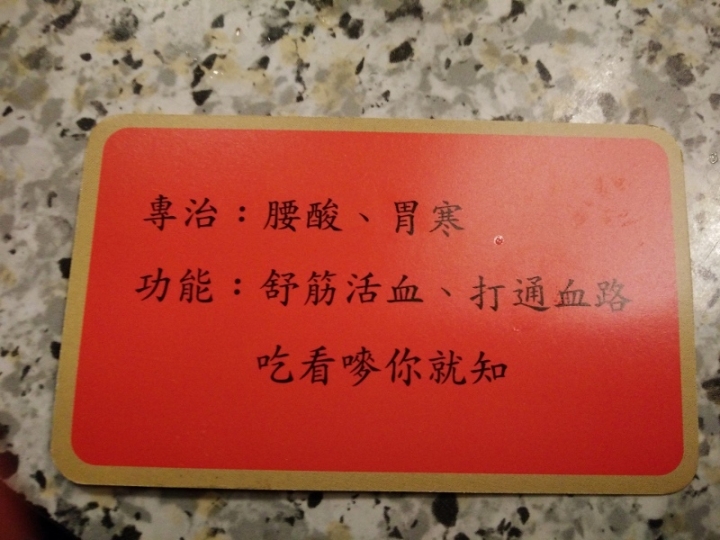 專治：腰酸、胃寒
功能：舒筋活血、打通血路
吃看嘜你就知